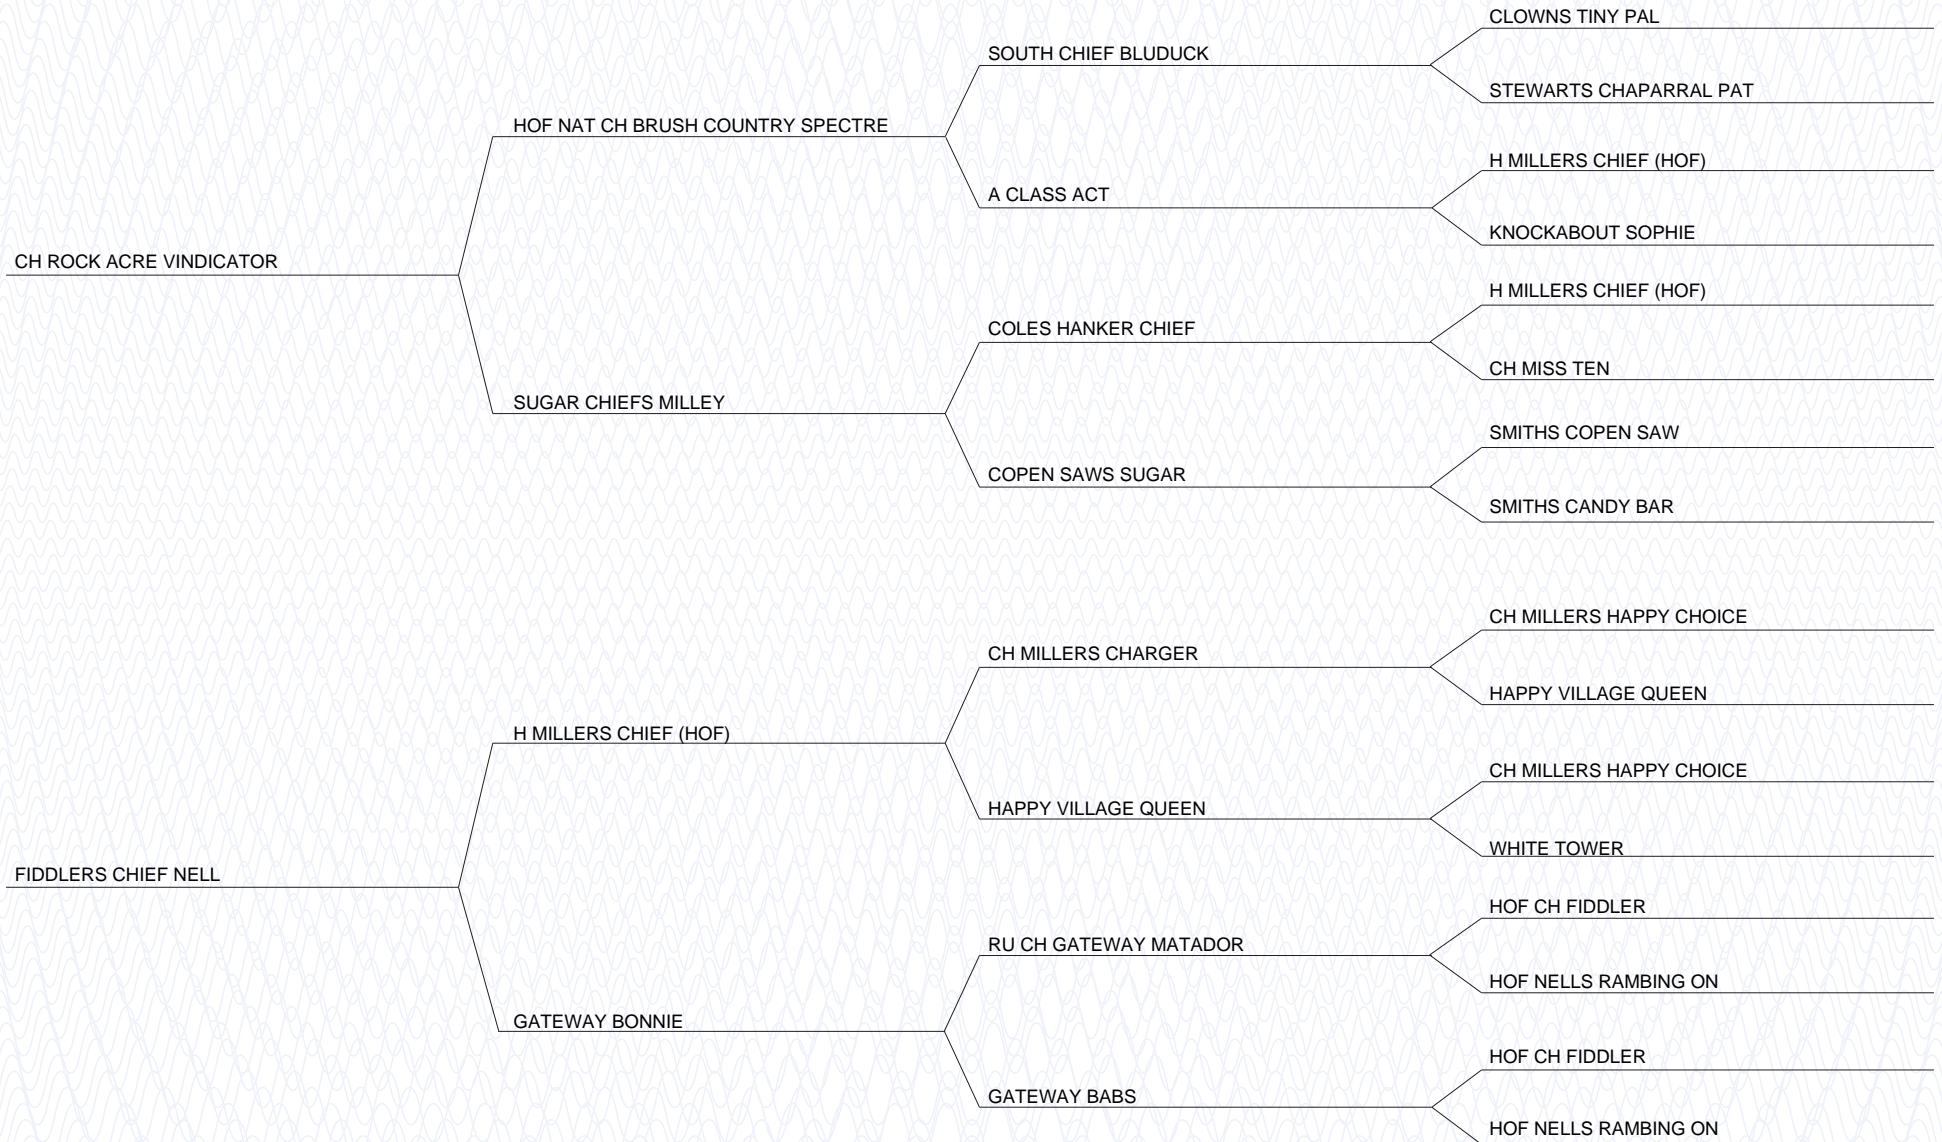 CLOWNS TINY PAL
SOUTH CHIEF BLUDUCK
STEWARTS CHAPARRAL PAT
HOF NAT CH BRUSH COUNTRY SPECTRE
H MILLERS CHIEF (HOF)
A CLASS ACT
KNOCKABOUT SOPHIE
CH ROCK ACRE VINDICATOR
H MILLERS CHIEF (HOF)
COLES HANKER CHIEF
CH MISS TEN
SUGAR CHIEFS MILLEY
SMITHS COPEN SAW
COPEN SAWS SUGAR
SMITHS CANDY BAR
CH MILLERS HAPPY CHOICE
CH MILLERS CHARGER
HAPPY VILLAGE QUEEN
H MILLERS CHIEF (HOF)
CH MILLERS HAPPY CHOICE
HAPPY VILLAGE QUEEN
WHITE TOWER
FIDDLERS CHIEF NELL
HOF CH FIDDLER
RU CH GATEWAY MATADOR
HOF NELLS RAMBING ON
GATEWAY BONNIE
HOF CH FIDDLER
GATEWAY BABS
HOF NELLS RAMBING ON